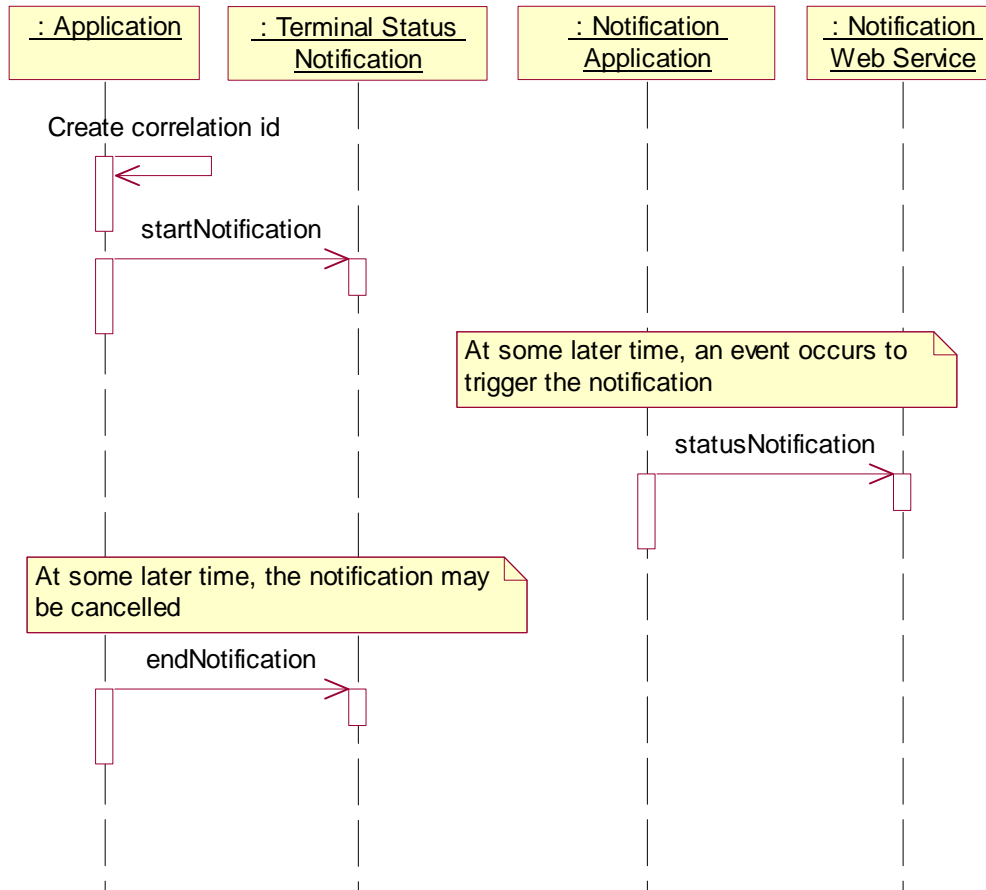 : Application
: Terminal Status
Notification
: Notification
Application
: Notification
Web Service
Create correlation id
startNotification
At some later time, an event occurs to
trigger the notification
statusNotification
At some later time, the notification may
be cancelled
endNotification